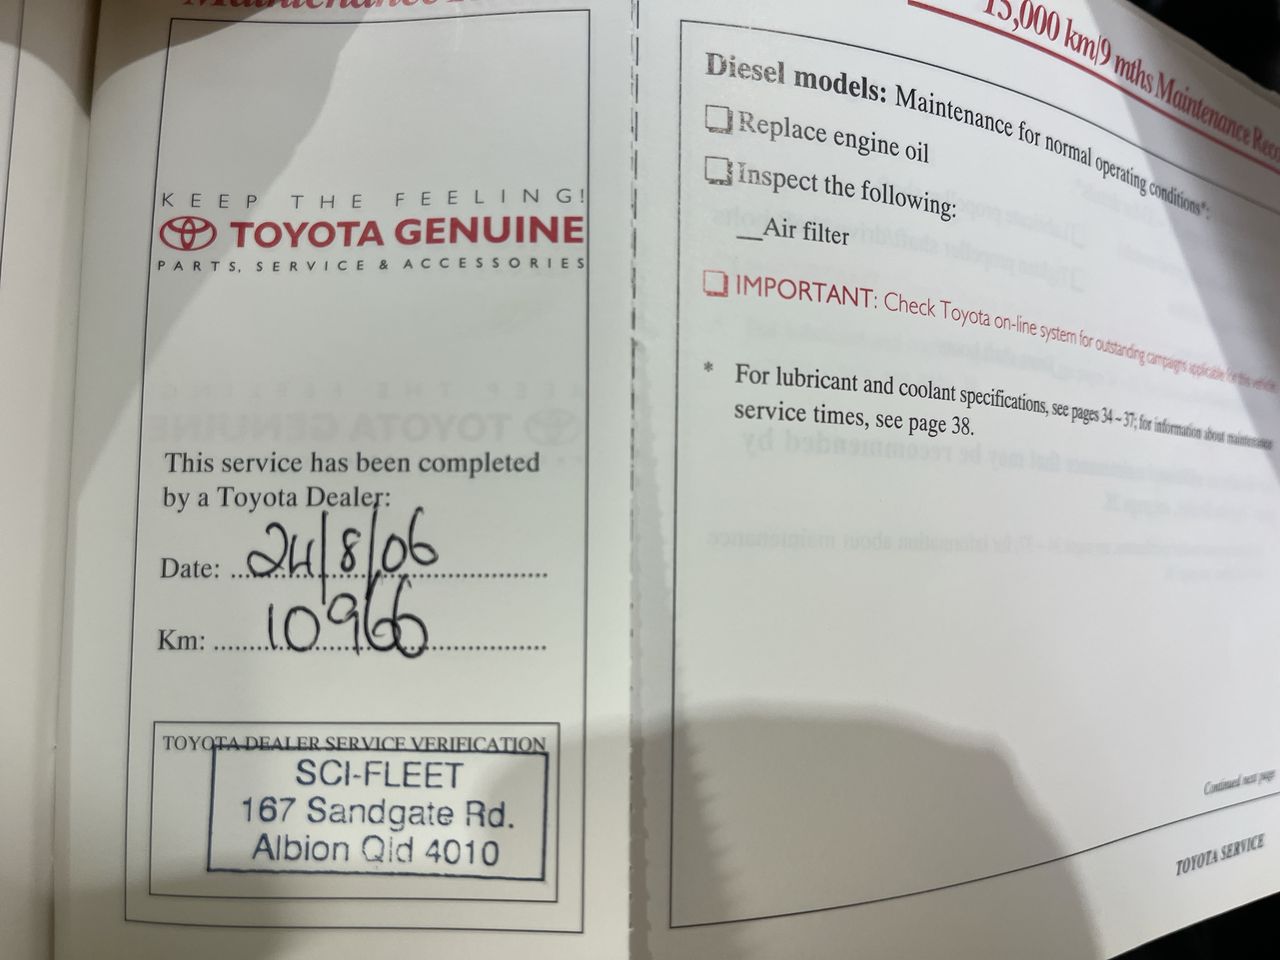 KEEP THE FEELING!
TOYOTA GENUINE
PARTS, SERVICE & ACCESSORIES
This service has been completed
by a Toyota Dealer:
Date: 24/8/06
Km: 10966
TOYOTA DEALER SERVICE VERIFICATION
SCI-FLEET
167 Sandgate Rd.
Albion Qld 4010
15,000 km/9 mths Maintenance
Diesel models: Maintenance for normal operating conditions*:
Replace engine oil
Inspect the following:
__Air filter
IMPORTANT: Check Toyota on-line system for outstanding campaigns applicable for this vehicle.
* For lubricant and coolant specifications, see pages 34 ~ 37; for information about maintenance
service times, see page 38.
Continued next page
TOYOTA SERVICE